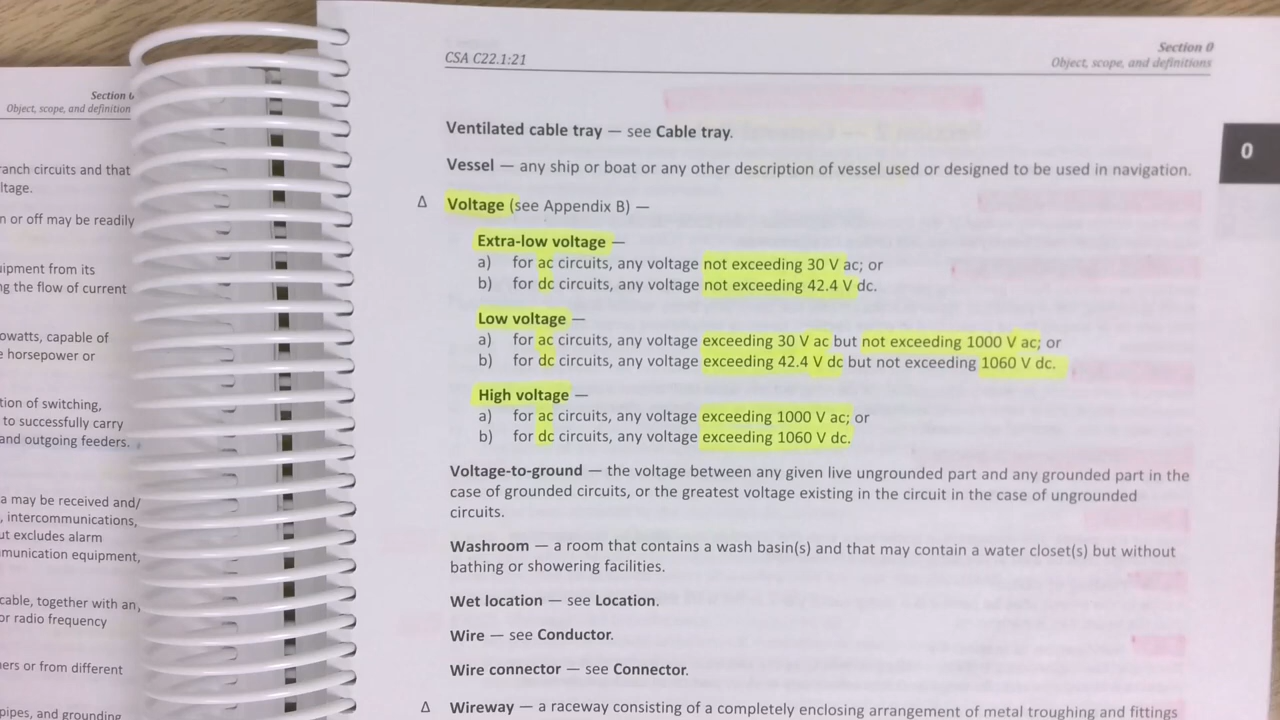 Section
Object, scope, and definition
ranch circuits and that
ltage.
n or off may be readily
uipment from its
ng the flow of current
owatts, capable of
e horsepower or
tion of switching,
to successfully carry
and outgoing feeders.
a may be received and/
, intercommunications,
ut excludes alarm
mmunication equipment,
cable, together with an,
or radio frequency
ners or from different
pipes, and grounding
CSA C22.1:21
Section 0
Object, scope, and definitions
0
Ventilated cable tray — see Cable tray.
Vessel — any ship or boat or any other description of vessel used or designed to be used in navigation.
Δ Voltage (see Appendix B) —
Extra-low voltage —
a) for ac circuits, any voltage not exceeding 30 V ac; or
b) for dc circuits, any voltage not exceeding 42.4 V dc.
Low voltage —
a) for ac circuits, any voltage exceeding 30 V ac but not exceeding 1000 V ac; or
b) for dc circuits, any voltage exceeding 42.4 V dc but not exceeding 1060 V dc.
High voltage —
a) for ac circuits, any voltage exceeding 1000 V ac; or
b) for dc circuits, any voltage exceeding 1060 V dc.
Voltage-to-ground — the voltage between any given live ungrounded part and any grounded part in the
case of grounded circuits, or the greatest voltage existing in the circuit in the case of ungrounded
circuits.
Washroom — a room that contains a wash basin(s) and that may contain a water closet(s) but without
bathing or showering facilities.
Wet location — see Location.
Wire — see Conductor.
Wire connector — see Connector.
Δ Wireway — a raceway consisting of a completely enclosing arrangement of metal troughing and fittings